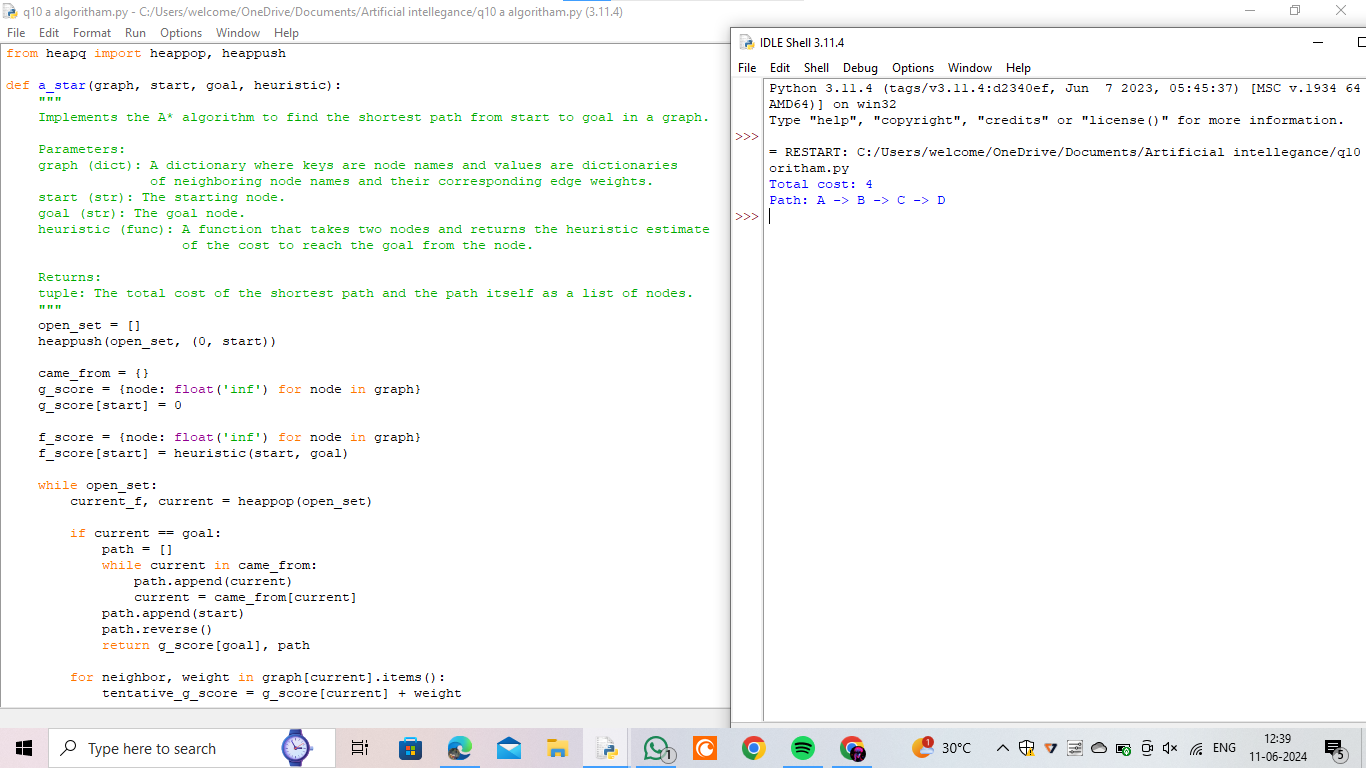 q10 a algoritham.py - C:/Users/welcome/OneDrive/Documents/Artificial intellegance/q10 a algoritham.py (3.11.4)
File Edit Format Run Options Window Help
from heapq import heappop, heappush
def a_star(graph, start, goal, heuristic):
"""
Implements the A* algorithm to find the shortest path from start to goal in a graph.
Parameters:
graph (dict): A dictionary where keys are node names and values are dictionaries
of neighboring node names and their corresponding edge weights.
start (str): The starting node.
goal (str): The goal node.
heuristic (func): A function that takes two nodes and returns the heuristic estimate
of the cost to reach the goal from the node.
Returns:
tuple: The total cost of the shortest path and the path itself as a list of nodes.
"""
open_set = []
heappush(open_set, (0, start))
came_from = {}
g_score = {node: float('inf') for node in graph}
g_score[start] = 0
f_score = {node: float('inf') for node in graph}
f_score[start] = heuristic(start, goal)
while open_set:
current_f, current = heappop(open_set)
if current == goal:
path = []
while current in came_from:
path.append(current)
current = came_from[current]
path.append(start)
path.reverse()
return g_score[goal], path
for neighbor, weight in graph[current].items():
tentative_g_score = g_score[current] + weight
IDLE Shell 3.11.4
File Edit Shell Debug Options Window Help
Python 3.11.4 (tags/v3.11.4:d2340ef, Jun 7 2023, 05:45:37) [MSC v.1934 64
AMD64)] on win32
Type "help", "copyright", "credits" or "license()" for more information.
>>>
= RESTART: C:/Users/welcome/OneDrive/Documents/Artificial intellegance/q10
oritham.py
Total cost: 4
Path: A -> B -> C -> D
>>>
Type here to search
1
1
30°C
ENG
12:39
11-06-2024
5